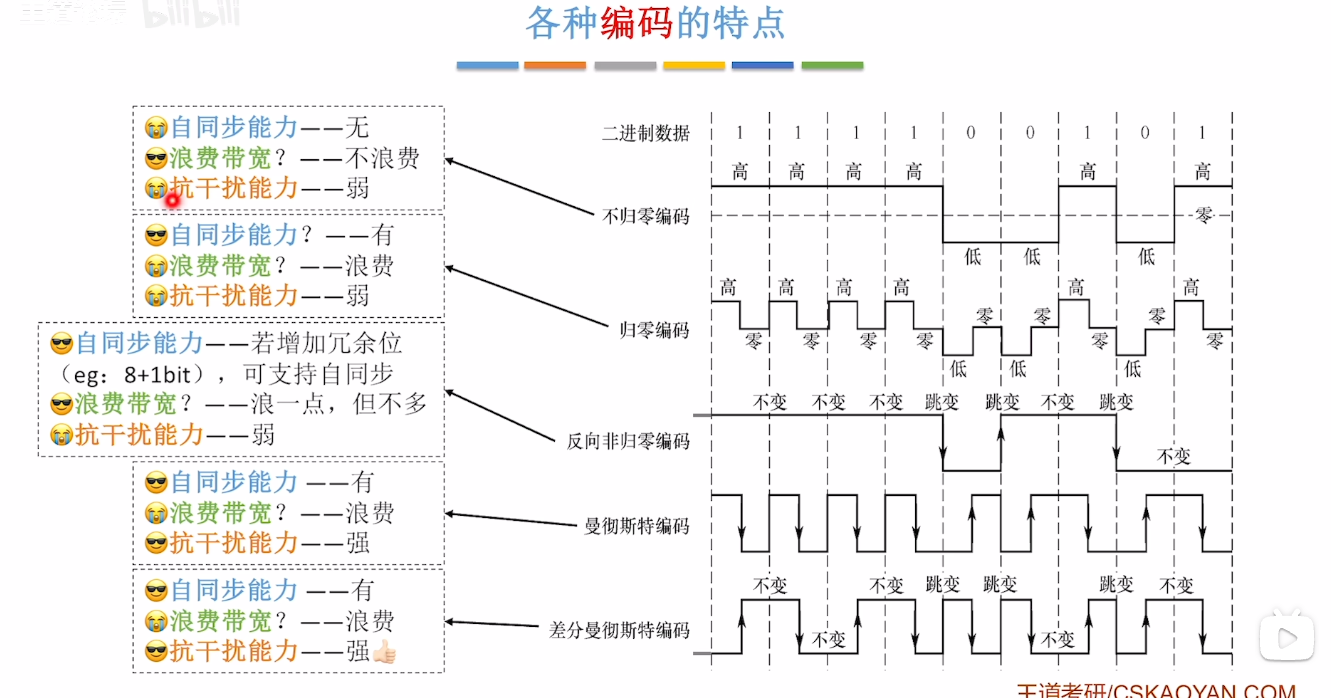 bilibili
各种编码的特点
😭自同步能力——无
😎浪费带宽？——不浪费
😭抗干扰能力——弱
😎自同步能力？——有
😭浪费带宽？——浪费
😭抗干扰能力——弱
😎自同步能力——若增加冗余位
（eg：8+1bit），可支持自同步
😎浪费带宽？——浪一点，但不多
😭抗干扰能力——弱
😎自同步能力 ——有
😭浪费带宽？——浪费
😎抗干扰能力——强
😎自同步能力 ——有
😭浪费带宽？——浪费
😎抗干扰能力——强👍🏻
二进制数据 1 1 1 1 0 0 1 0 1
高 高 高 高 高 高
不归零编码 零
低 低 低
高 高 高 高 高 高
零 零 零
归零编码
零 零 零 零 零 零
低 低 低
不变 不变 不变 跳变 跳变 不变 跳变
反向非归零编码
不变
曼彻斯特编码
不变 不变 跳变 跳变 跳变 不变
差分曼彻斯特编码
不变 不变
王道考研/CSKAOYAN.COM